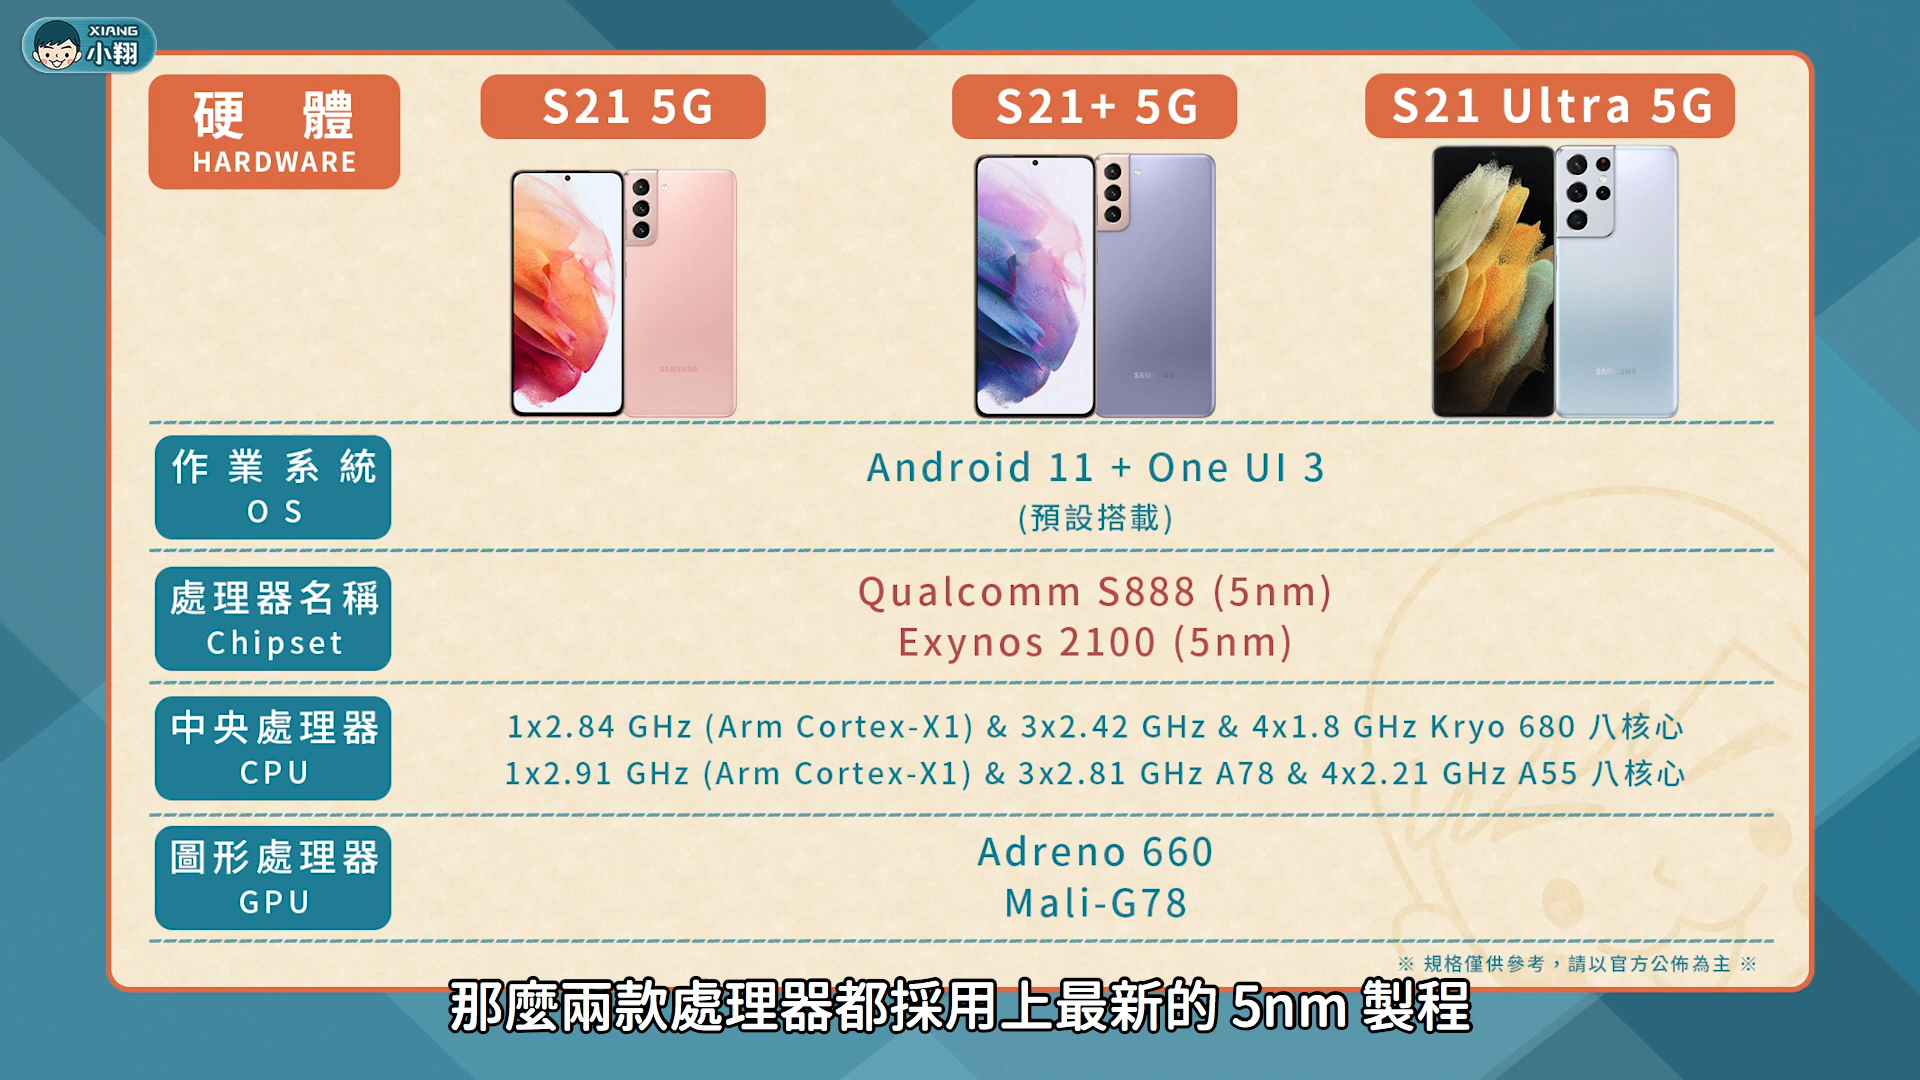 XIANG
小翔
硬 體
HARDWARE
S21 5G
S21+ 5G
S21 Ultra 5G
SAMSUNG
SAMSUNG
SAMSUNG
作業系統
OS
Android 11 + One UI 3
(預設搭載)
處理器名稱
Chipset
Qualcomm S888 (5nm)
Exynos 2100 (5nm)
中央處理器
CPU
1x2.84 GHz (Arm Cortex-X1) & 3x2.42 GHz & 4x1.8 GHz Kryo 680 八核心
1x2.91 GHz (Arm Cortex-X1) & 3x2.81 GHz A78 & 4x2.21 GHz A55 八核心
圖形處理器
GPU
Adreno 660
Mali-G78
※ 規格僅供參考，請以官方公佈為主 ※
那麼兩款處理器都採用上最新的 5nm 製程